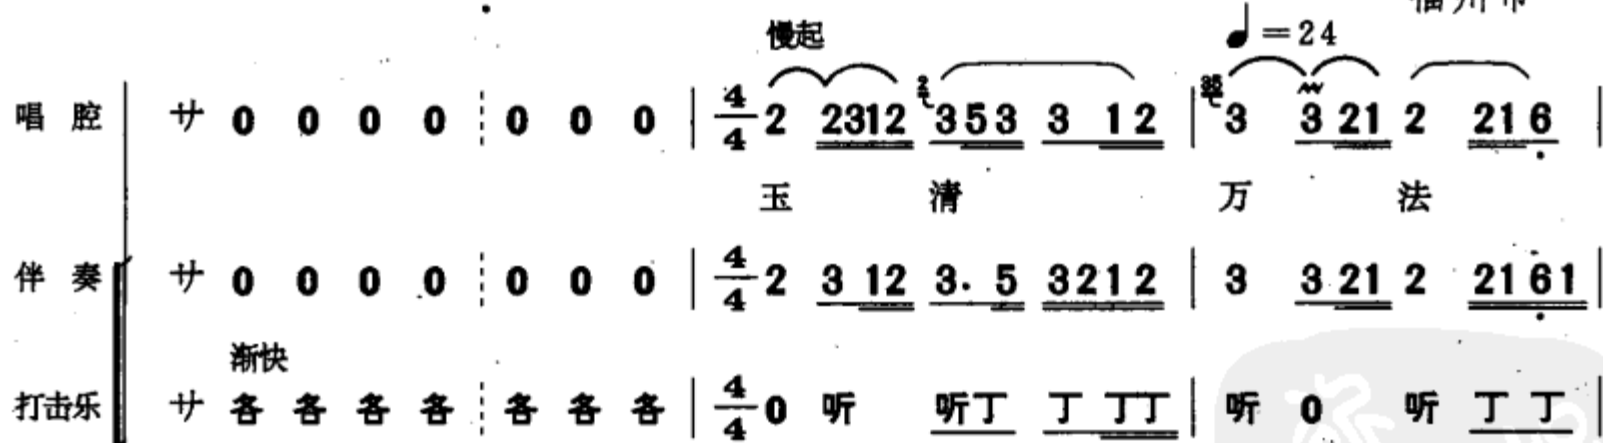 慢起
♩=24
唱腔 サ 0 0 0 0 0 0 0 4/4 2 2312 353 3 12 3 3 21 2 216
玉 清 万 法
伴奏 サ 0 0 0 0 0 0 0 4/4 2 3 12 3. 5 3212 3 3 21 2 2161
渐快
打击乐 サ 各 各 各 各 各 各 各 4/4 0 听 听丁 丁 丁丁 听 0 听 丁 丁